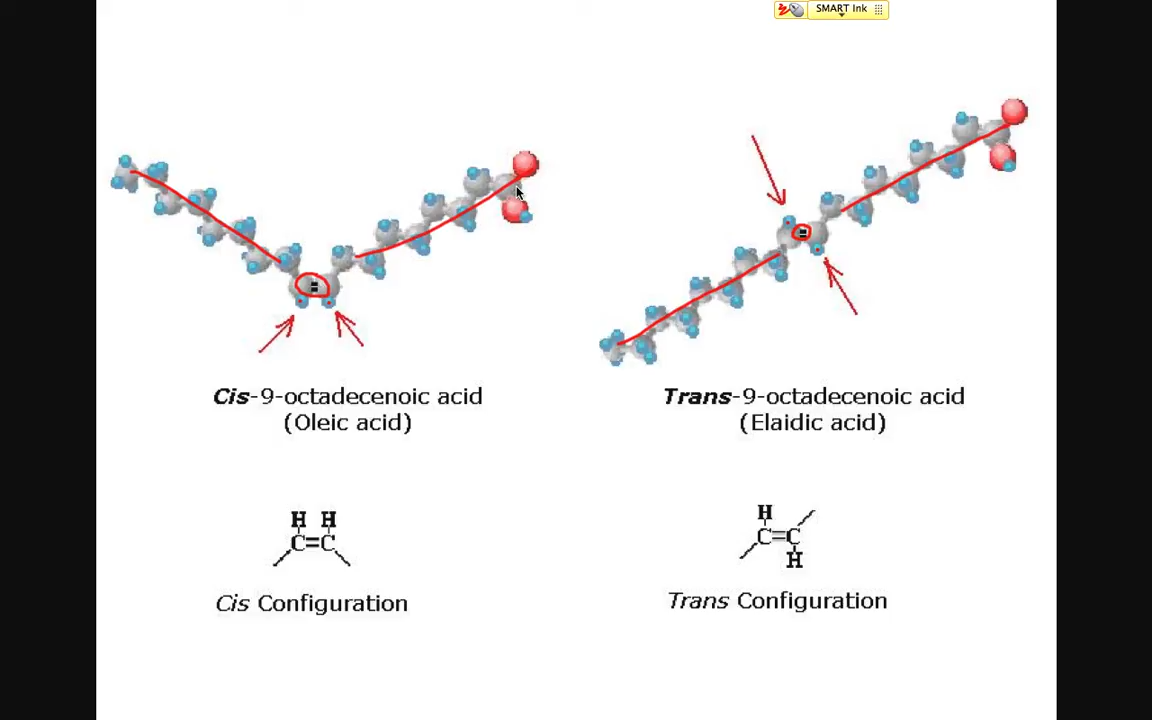 SMART Ink
Cis-9-octadecenoic acid
(Oleic acid)
Trans-9-octadecenoic acid
(Elaidic acid)
H H
C=C
Cis Configuration
H
C=C
H
Trans Configuration